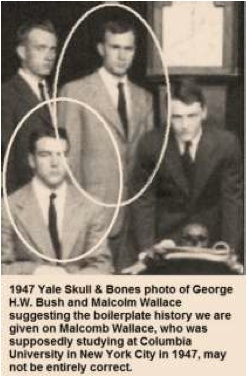 1947 Yale Skull & Bones photo of George
H.W. Bush and Malcolm Wallace
suggesting the boilerplate history we are
given on Malcomb Wallace, who was
supposedly studying at Columbia
University in New York City in 1947, may
not be entirely correct.